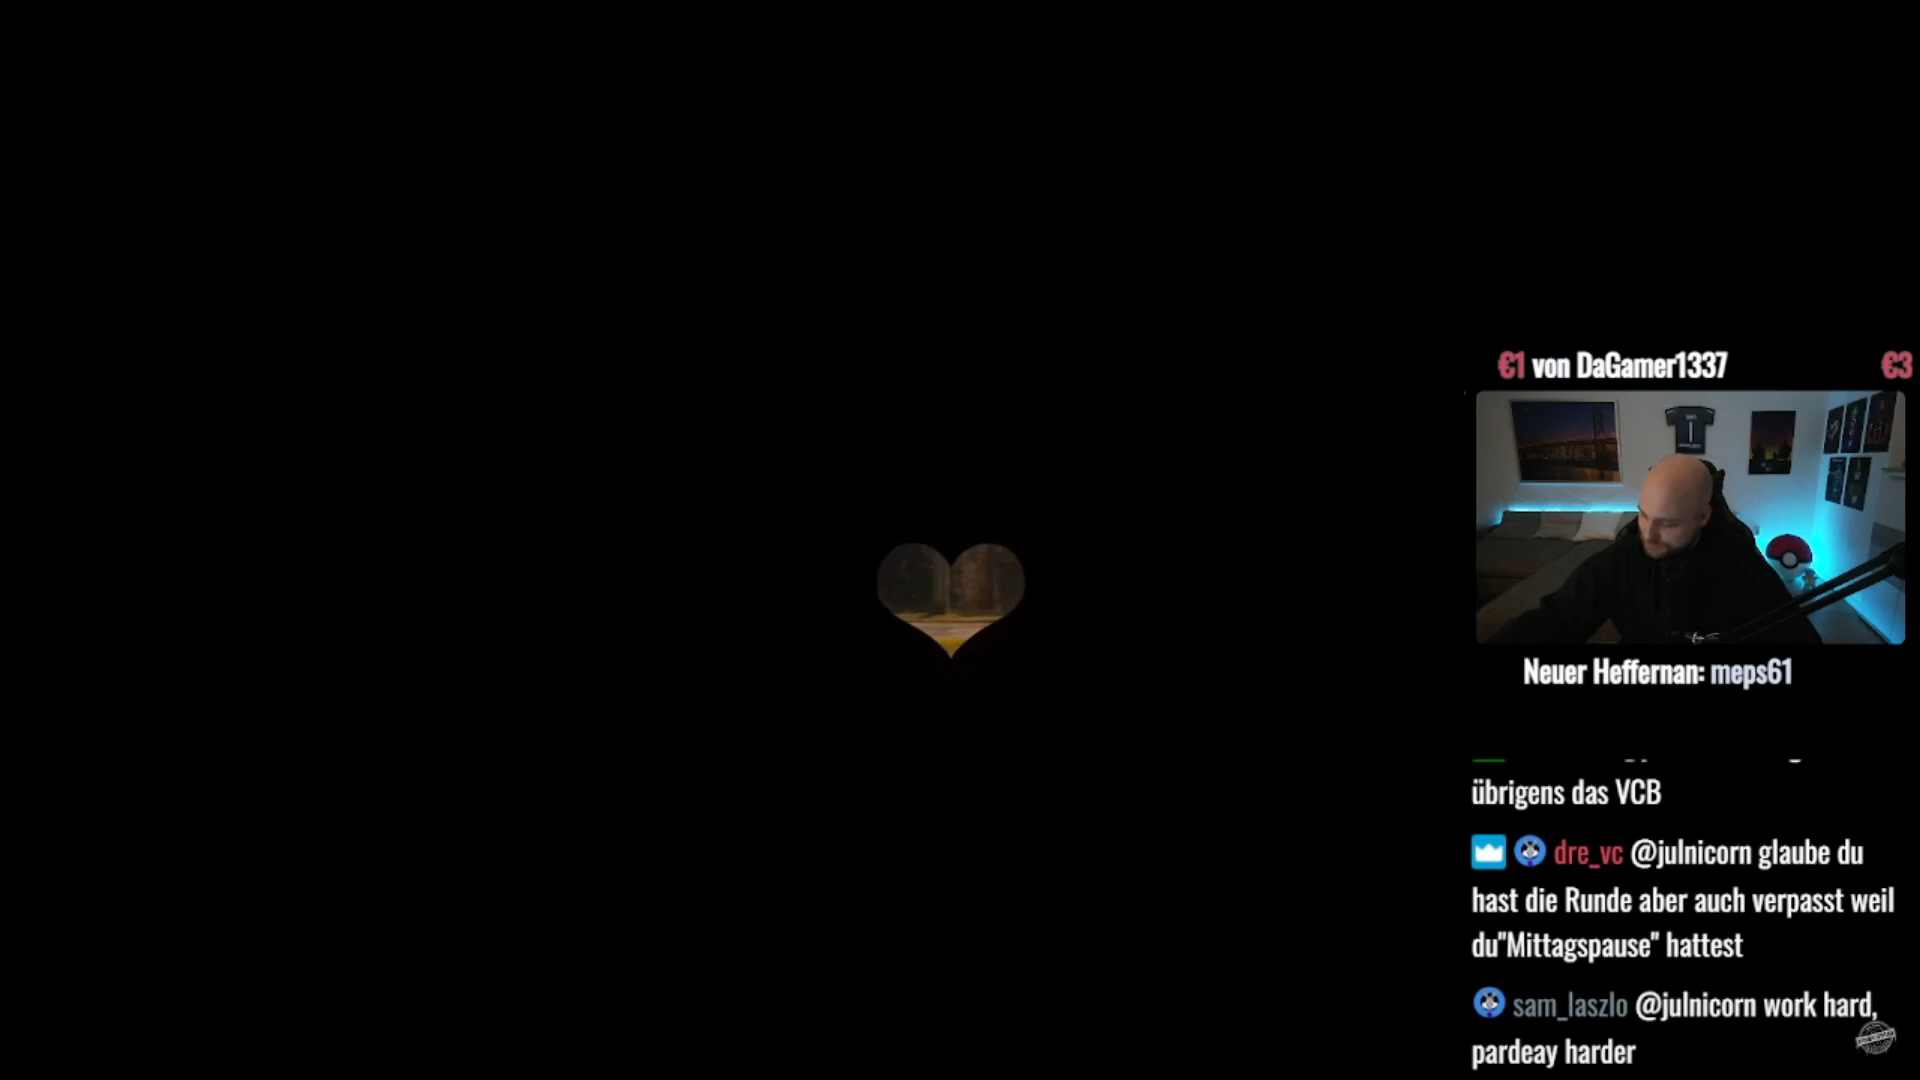 €1 von DaGamer1337
€3
Neuer Heffernan: meps61
übrigens das VCB
dre_vc @julnicorn glaube du
hast die Runde aber auch verpasst weil
du"Mittagspause" hattest
sam_laszlo @julnicorn work hard,
pardeay harder